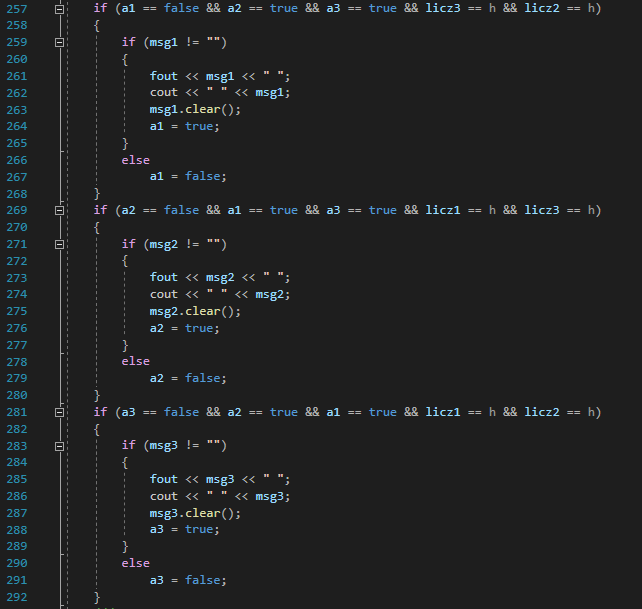 257 if (a1 == false && a2 == true && a3 == true && licz3 == h && licz2 == h)
258 {
259 if (msg1 != "")
260 {
261 fout << msg1 << " ";
262 cout << " " << msg1;
263 msg1.clear();
264 a1 = true;
265 }
266 else
267 a1 = false;
268 }
269 if (a2 == false && a1 == true && a3 == true && licz1 == h && licz3 == h)
270 {
271 if (msg2 != "")
272 {
273 fout << msg2 << " ";
274 cout << " " << msg2;
275 msg2.clear();
276 a2 = true;
277 }
278 else
279 a2 = false;
280 }
281 if (a3 == false && a2 == true && a1 == true && licz1 == h && licz2 == h)
282 {
283 if (msg3 != "")
284 {
285 fout << msg3 << " ";
286 cout << " " << msg3;
287 msg3.clear();
288 a3 = true;
289 }
290 else
291 a3 = false;
292 }